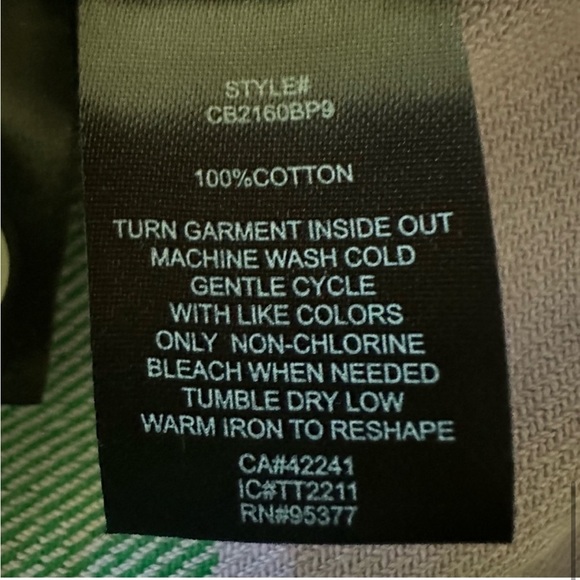 STYLE#
CB2160BP9
100%COTTON
TURN GARMENT INSIDE OUT
MACHINE WASH COLD
GENTLE CYCLE
WITH LIKE COLORS
ONLY NON-CHLORINE
BLEACH WHEN NEEDED
TUMBLE DRY LOW
WARM IRON TO RESHAPE
CA#42241
IC#TT2211
RN#95377